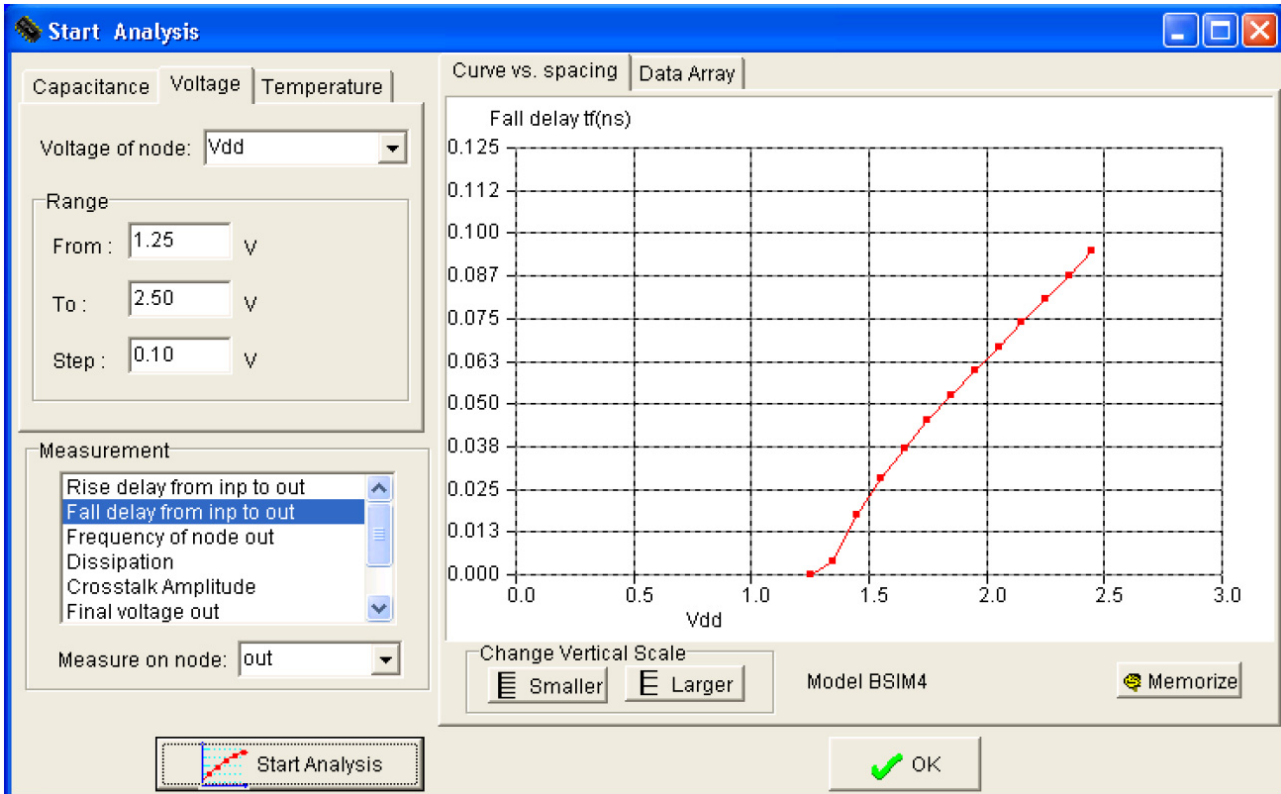 Start Analysis
Capacitance Voltage Temperature
Voltage of node: Vdd
Range
From : 1.25 V
To : 2.50 V
Step : 0.10 V
Measurement
Rise delay from inp to out
Fall delay from inp to out
Frequency of node out
Dissipation
Crosstalk Amplitude
Final voltage out
Measure on node: out
Start Analysis
Curve vs. spacing Data Array
Fall delay tf(ns)
0.125
0.112
0.100
0.087
0.075
0.063
0.050
0.038
0.025
0.013
0.000
0.0 0.5 1.0 1.5 2.0 2.5 3.0
Vdd
Change Vertical Scale
Smaller Larger
Model BSIM4
Memorize
OK